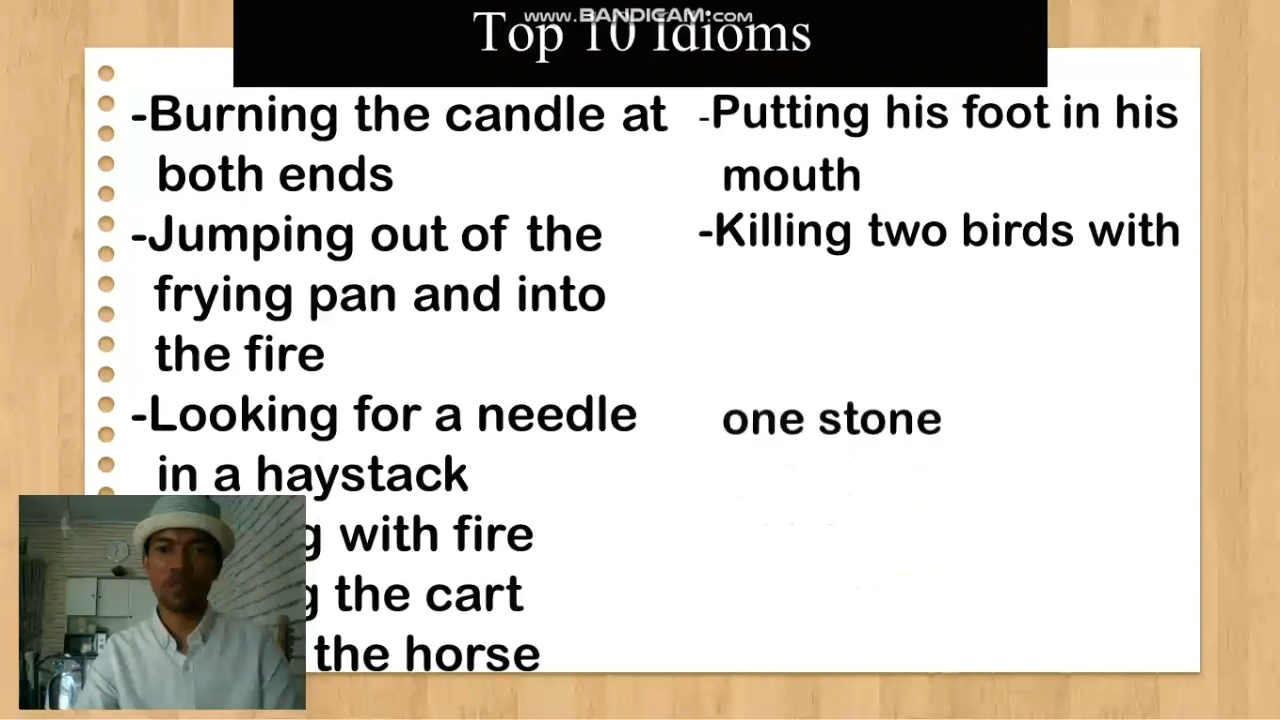 www.BANDICAM.com
Top 10 Idioms
-Burning the candle at
both ends
-Jumping out of the
frying pan and into
the fire
-Looking for a needle
in a haystack
with fire
the cart
the horse
-Putting his foot in his
mouth
-Killing two birds with
one stone